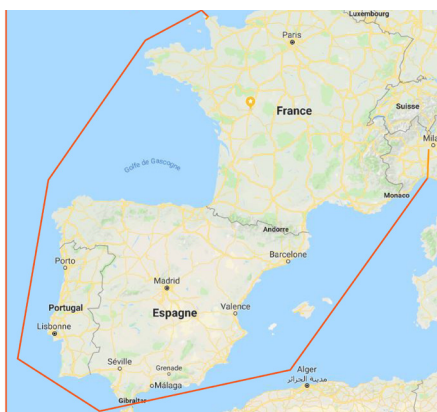 Luxembourg
Paris
France
Suisse
Mila
Golfe de Gascogne
Monaco
Andorre
Barcelone
Porto
Madrid
Portugal
Espagne
Valence
Lisbonne
Séville
Grenade
Málaga
Alger
مدينة الجزائر
Gibraltar